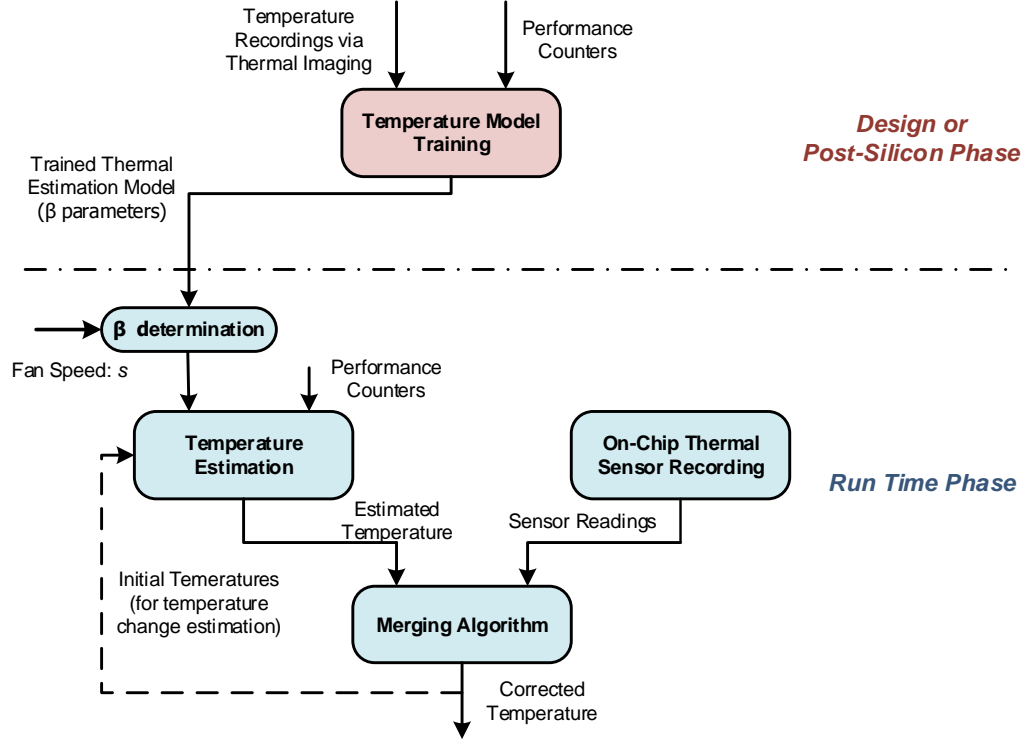 Temperature
Recordings via
Thermal Imaging
Performance
Counters
Temperature Model
Training
Design or
Post-Silicon Phase
Trained Thermal
Estimation Model
(β parameters)
β determination
Fan Speed: s
Performance
Counters
Temperature
Estimation
On-Chip Thermal
Sensor Recording
Run Time Phase
Estimated
Temperature
Sensor Readings
Initial Temeratures
(for temperature
change estimation)
Merging Algorithm
Corrected
Temperature